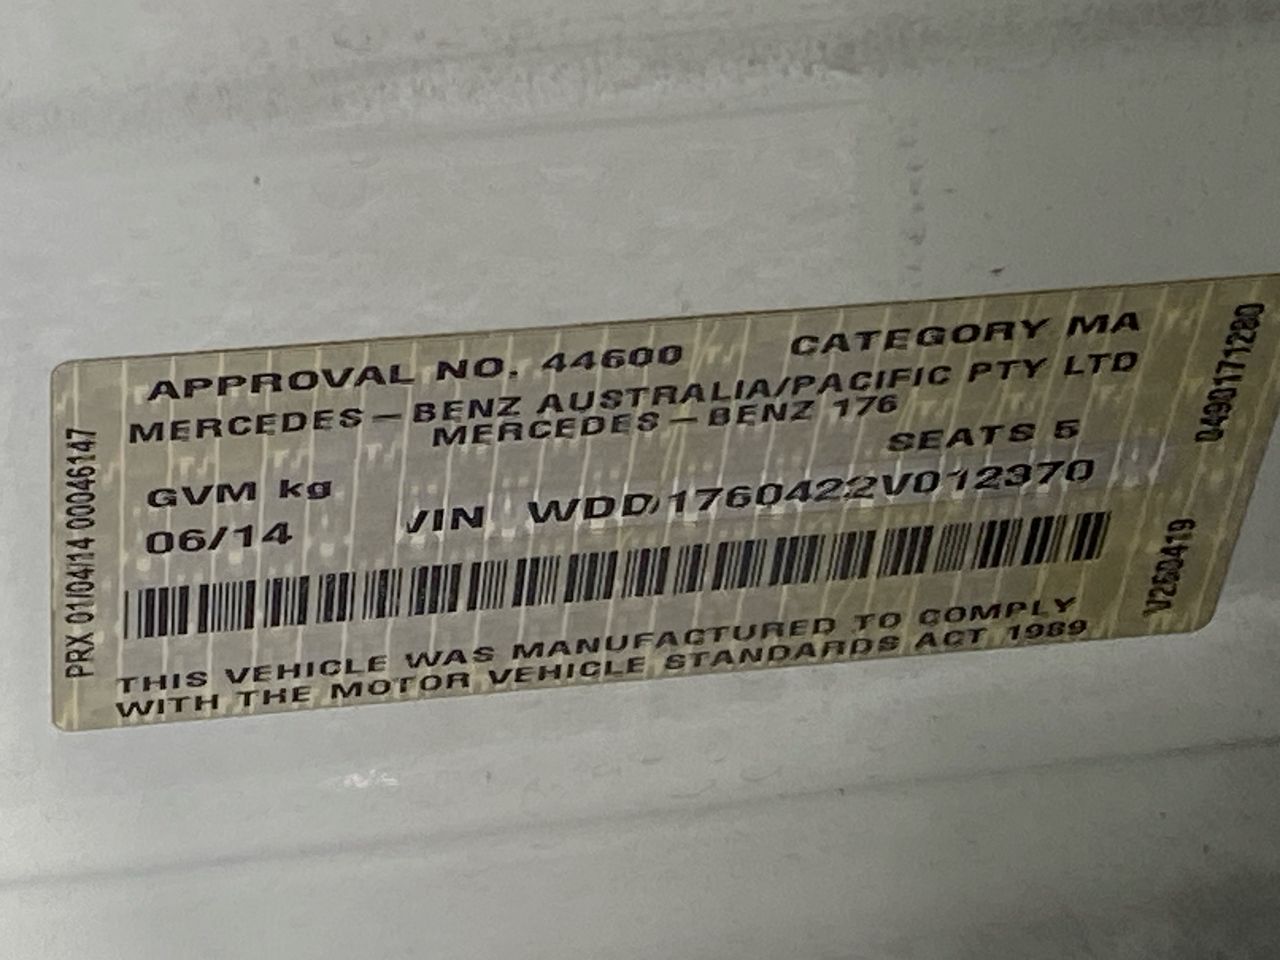 APPROVAL NO. 44600 CATEGORY MA
MERCEDES-BENZ AUSTRALIA/PACIFIC PTY LTD
MERCEDES-BENZ 176
SEATS 5
GVM kg
06/14 VIN WDD1760422V012370
THIS VEHICLE WAS MANUFACTURED TO COMPLY
WITH THE MOTOR VEHICLE STANDARDS ACT 1989
PRX 01/04/14 00046147
0490171280
V260419